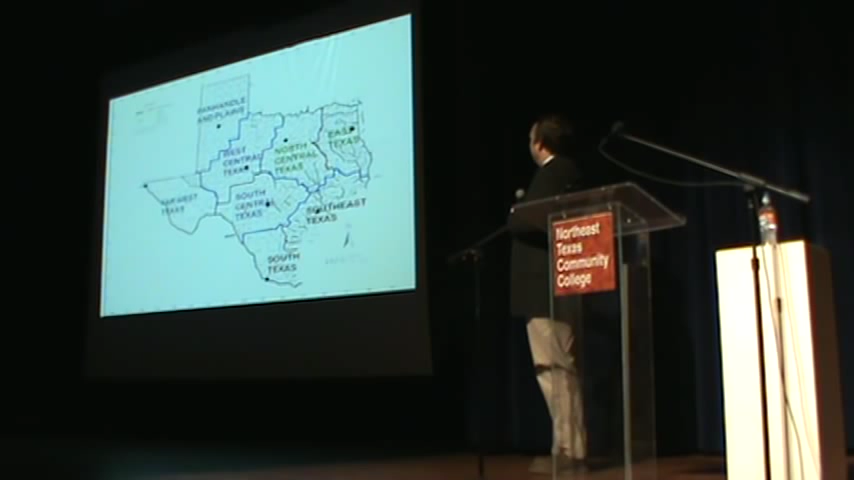 PANHANDLE
AND PLAINS
WEST
CENTRAL
TEXAS
NORTH
CENTRAL
TEXAS
EAST
TEXAS
FAR WEST
TEXAS
SOUTH
CENTRAL
TEXAS
SOUTHEAST
TEXAS
SOUTH
TEXAS
Northeast
Texas
Community
College